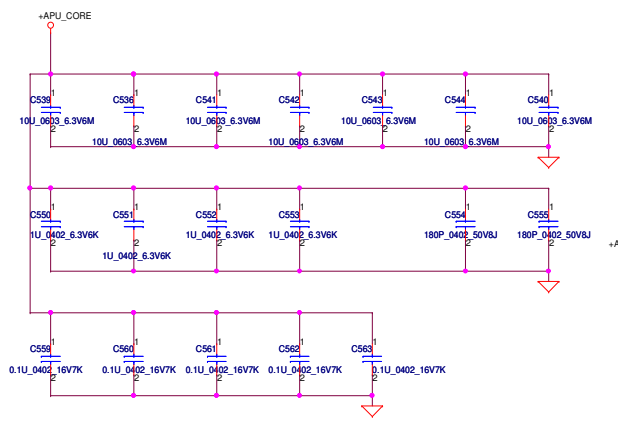 +APU_CORE
C539 1 C536 1 C541 1 C542 1 C543 1 C544 1 C540 1
10U_0603_6.3V6M 10U_0603_6.3V6M 10U_0603_6.3V6M 10U_0603_6.3V6M
2 2 2 2 2 2 2
10U_0603_6.3V6M 10U_0603_6.3V6M 10U_0603_6.3V6M
C550 1 C551 1 C552 1 C553 1 C554 1 C555 1
1U_0402_6.3V6K 1U_0402_6.3V6K 1U_0402_6.3V6K 180P_0402_50V8J 180P_0402_50V8J
2 2 2 2 2 2
+A
1U_0402_6.3V6K
C559 1 C560 1 C561 1 C562 1 C563 1
0.1U_0402_16V7K 0.1U_0402_16V7K 0.1U_0402_16V7K 0.1U_0402_16V7K 0.1U_0402_16V7K
2 2 2 2 2